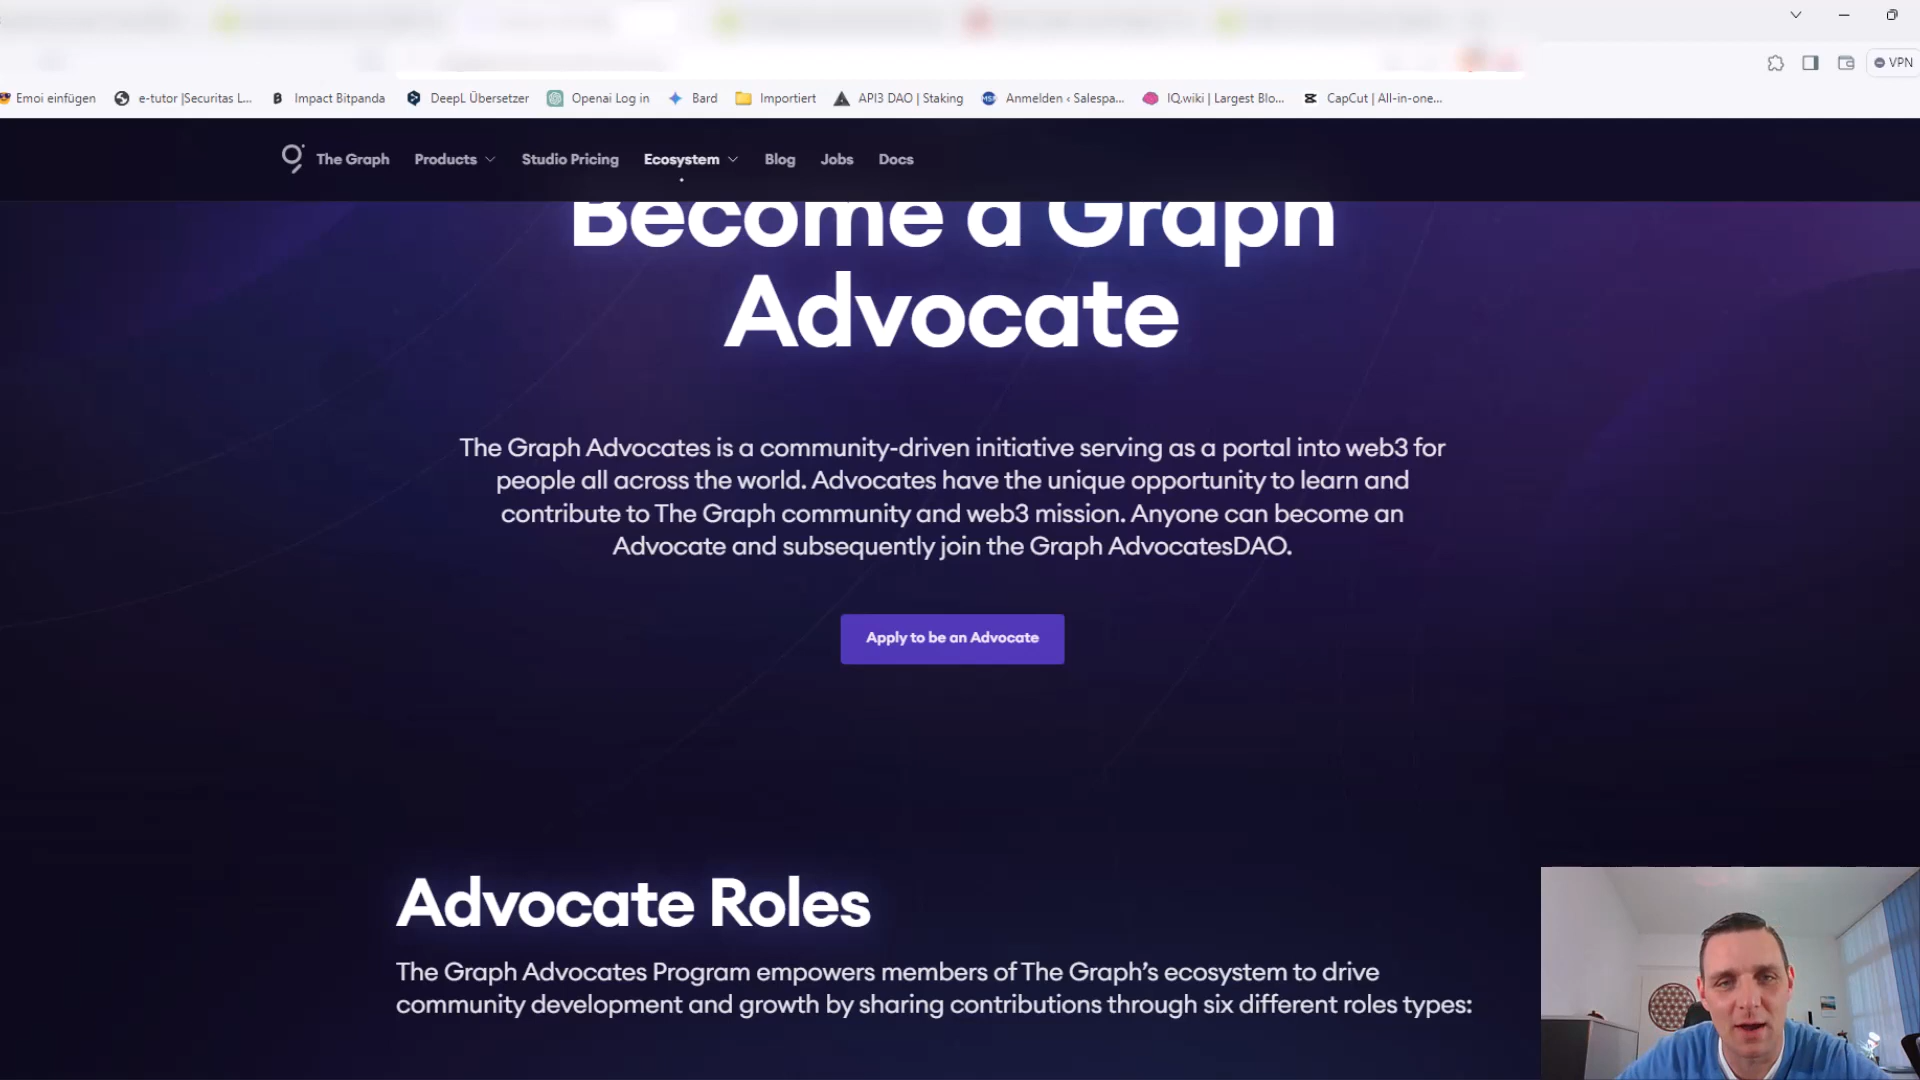 VPN
Emoi einfügen
e-tutor |Securitas L...
Impact Bitpanda
DeepL Übersetzer
Openai Log in
Bard
Importiert
API3 DAO | Staking
Anmelden ‹ Salespa...
IQ.wiki | Largest Blo...
CapCut | All-in-one...
The Graph
Products
Studio Pricing
Ecosystem
Blog
Jobs
Docs
Become a Graph
Advocate
The Graph Advocates is a community-driven initiative serving as a portal into web3 for
people all across the world. Advocates have the unique opportunity to learn and
contribute to The Graph community and web3 mission. Anyone can become an
Advocate and subsequently join the Graph AdvocatesDAO.
Apply to be an Advocate
Advocate Roles
The Graph Advocates Program empowers members of The Graph's ecosystem to drive
community development and growth by sharing contributions through six different roles types: